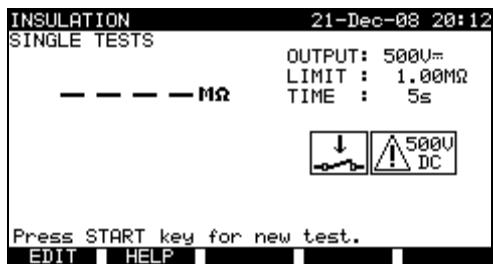 INSULATION 21-Dec-08 20:12
SINGLE TESTS
OUTPUT: 500V⎓
LIMIT : 1.00MΩ
TIME : 5s
– – – – MΩ
500V
DC
Press START key for new test.
EDIT HELP